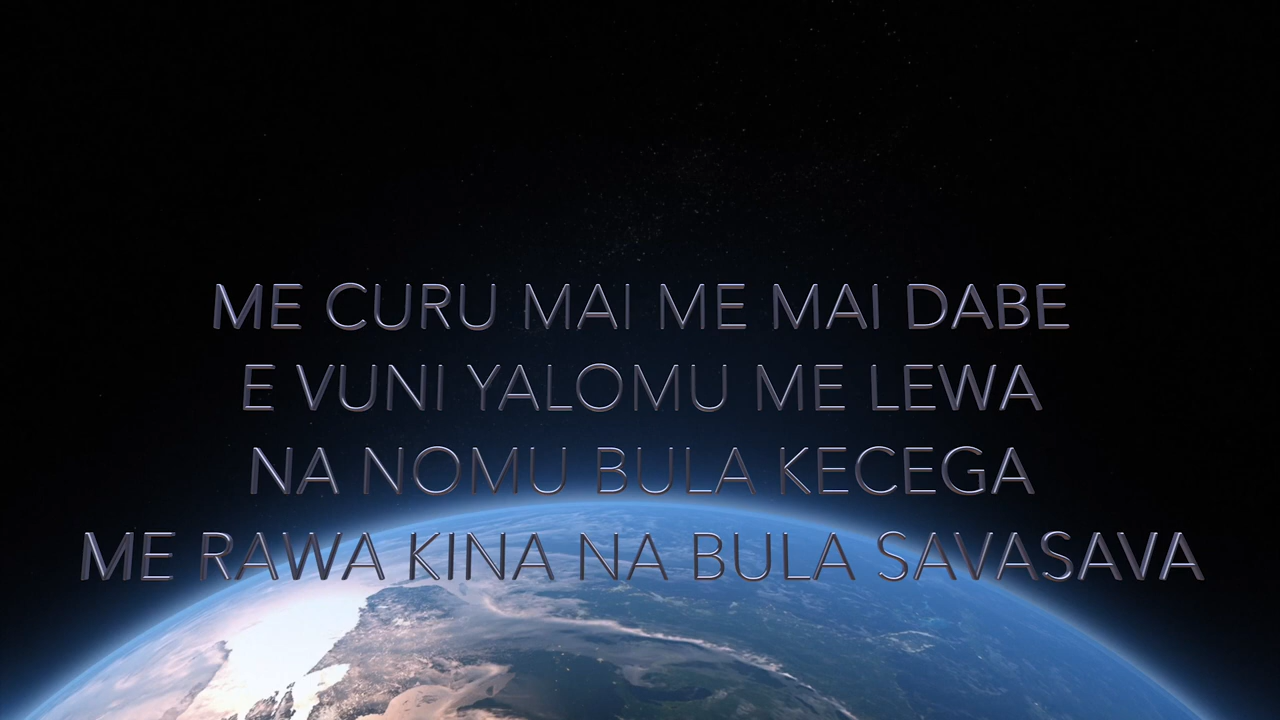 ME CURU MAI ME MAI DABE
E VUNI YALOMU ME LEWA
NA NOMU BULA KECEGA
ME RAWA KINA NA BULA SAVASAVA